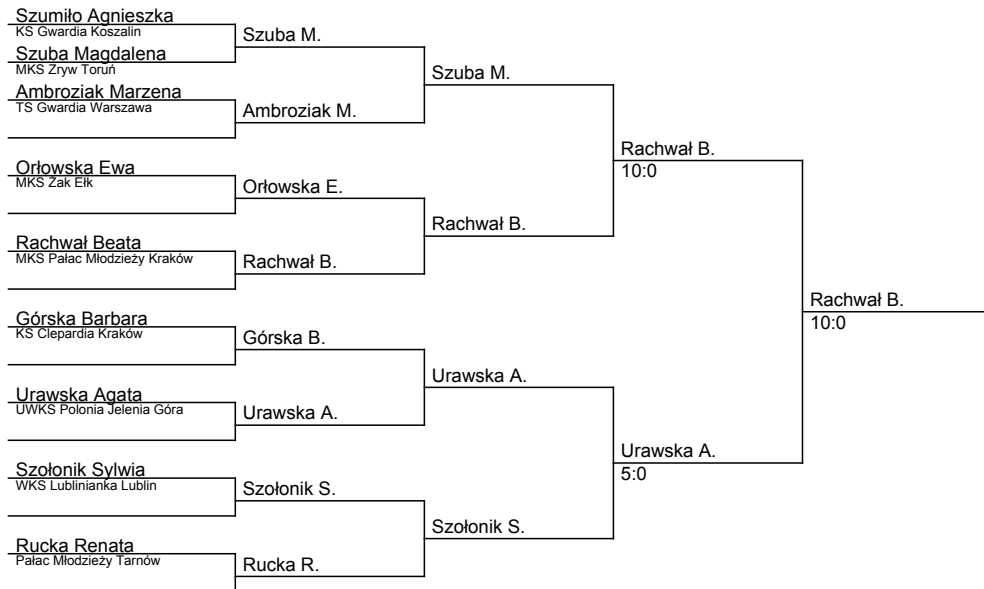 Szumiło Agnieszka
KS Gwardia Koszalin
Szuba M.
Szuba Magdalena
MKS Zryw Toruń
Szuba M.
Ambroziak Marzena
TS Gwardia Warszawa
Ambroziak M.
Rachwał B.
10:0
Orłowska Ewa
MKS Żak Ełk
Orłowska E.
Rachwał B.
Rachwał Beata
MKS Pałac Młodzieży Kraków
Rachwał B.
Rachwał B.
10:0
Górska Barbara
KS Clepardia Kraków
Górska B.
Urawska A.
Urawska Agata
UWKS Polonia Jelenia Góra
Urawska A.
Urawska A.
5:0
Szołonik Sylwia
WKS Lublinianka Lublin
Szołonik S.
Szołonik S.
Rucka Renata
Pałac Młodzieży Tarnów
Rucka R.